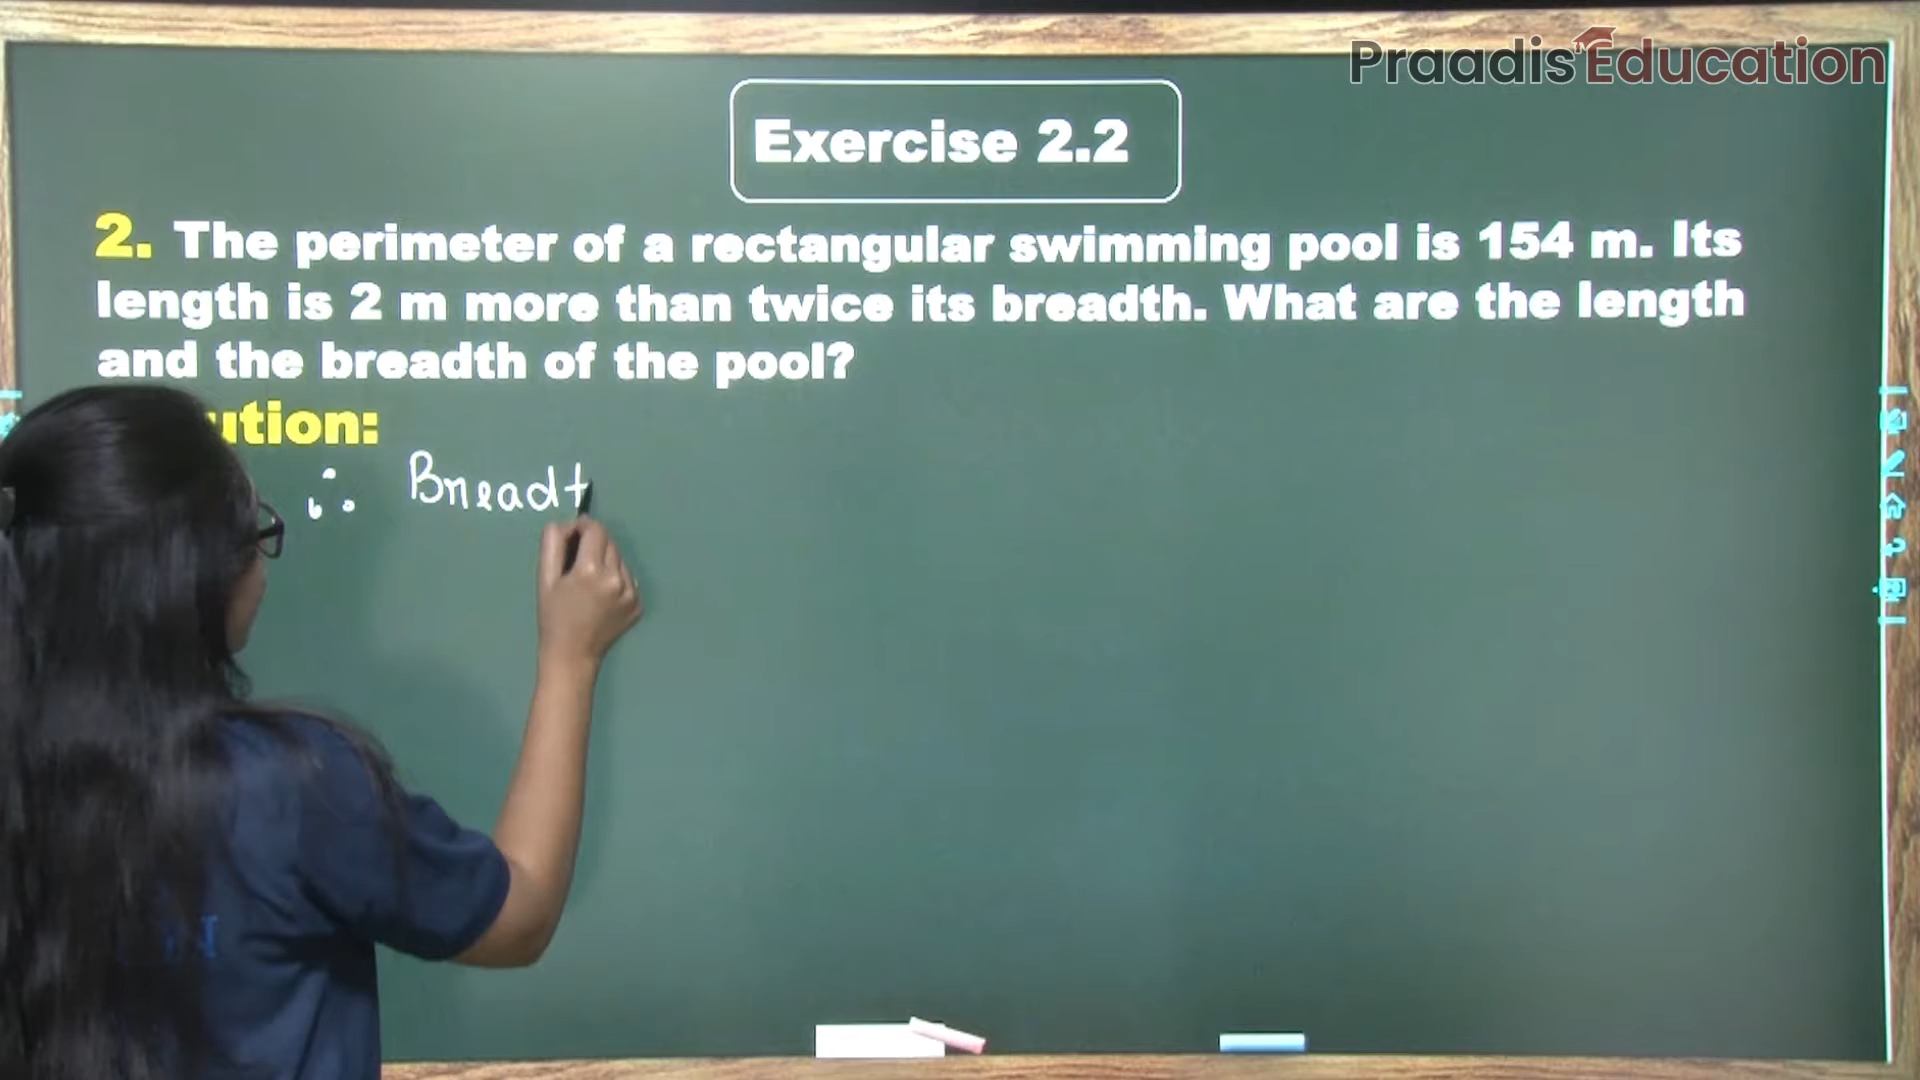 Praadis Education
Exercise 2.2
2. The perimeter of a rectangular swimming pool is 154 m. Its
length is 2 m more than twice its breadth. What are the length
and the breadth of the pool?
ution:
∴ Breadt